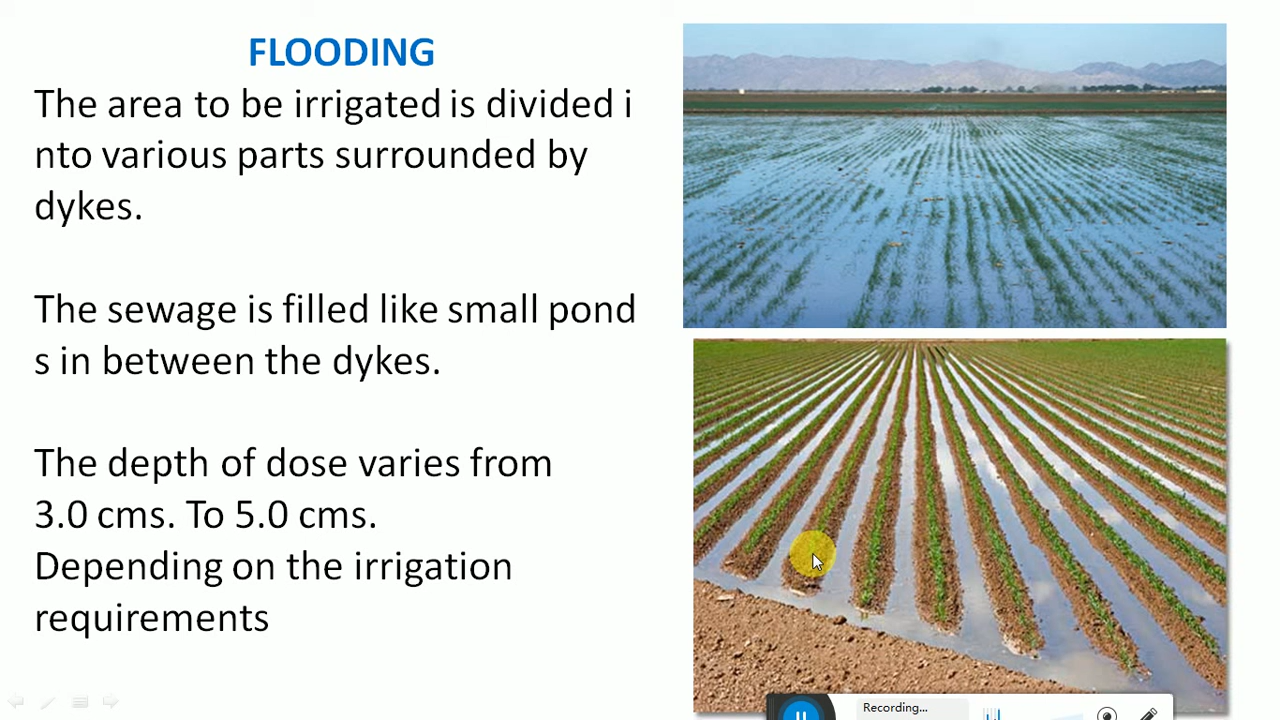 FLOODING
The area to be irrigated is divided i
nto various parts surrounded by
dykes.
The sewage is filled like small pond
s in between the dykes.
The depth of dose varies from
3.0 cms. To 5.0 cms.
Depending on the irrigation
requirements
Recording...